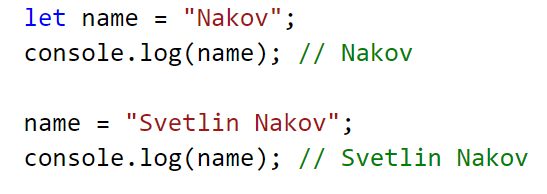 let name = "Nakov";
console.log(name); // Nakov
name = "Svetlin Nakov";
console.log(name); // Svetlin Nakov